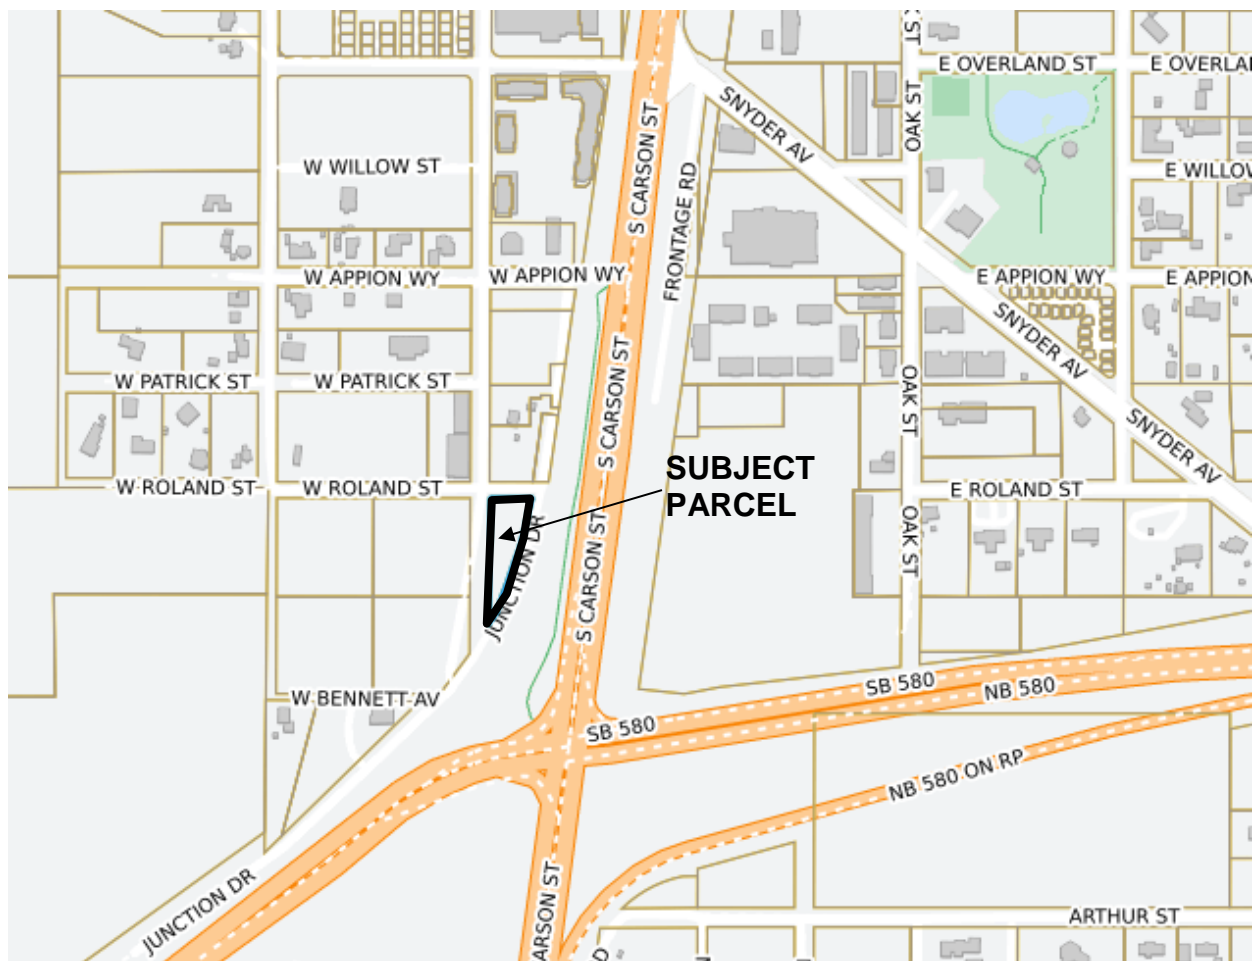 K ST
E OVERLAND ST
E OVERLA
SNYDER AV
OAK ST
S CARSON ST
W WILLOW ST
FRONTAGE RD
E WILLOW
W APPION WY
W APPION WY
E APPION WY
E APPION
SNYDER AV
S CARSON ST
W PATRICK ST
W PATRICK ST
OAK ST
SNYDER AV
SUBJECT
PARCEL
W ROLAND ST
W ROLAND ST
E ROLAND ST
JUNCTION DR
S CARSON ST
OAK ST
W BENNETT AV
SB 580
NB 580
SB 580
NB 580 ON RP
JUNCTION DR
ARSON ST
ARTHUR ST
D